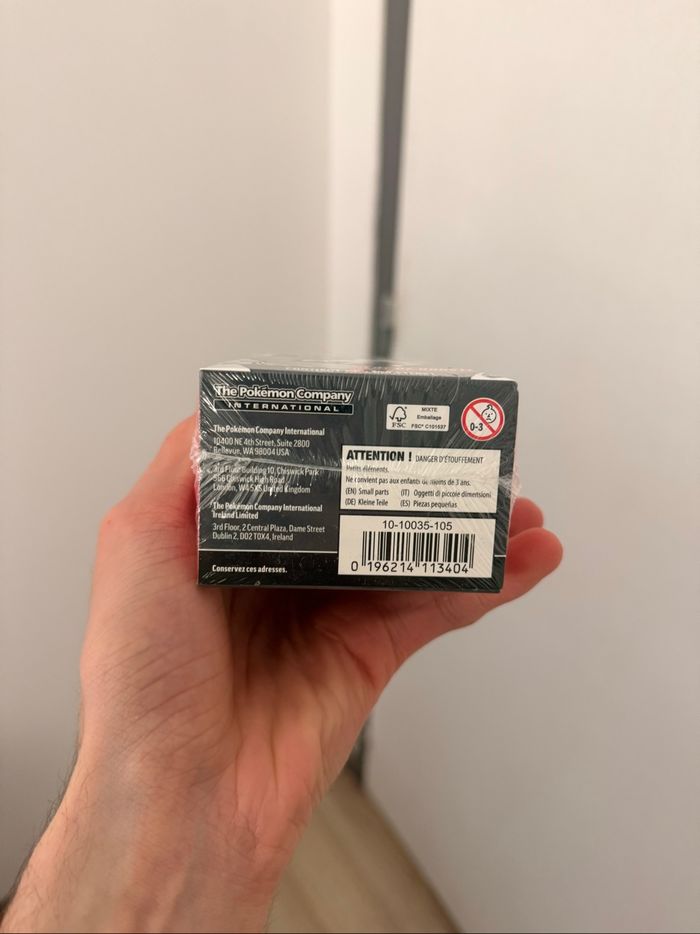 The Pokémon Company
INTERNATIONAL
The Pokémon Company International
10400 NE 4th Street, Suite 2800
Bellevue, WA 98004 USA
3rd Floor Building 10, Chiswick Park
566 Chiswick High Road
London, W4 5XS United Kingdom
The Pokémon Company International
Ireland Limited
3rd Floor, 2 Central Plaza, Dame Street
Dublin 2, D02 T0X4, Ireland
Conservez ces adresses.
FSC
MIXTE
Emballage
FSC® C101537
0-3
ATTENTION ! DANGER D'ÉTOUFFEMENT
Petits éléments.
Ne convient pas aux enfants de moins de 3 ans.
(EN) Small parts (IT) Oggetti di piccole dimensioni
(DE) Kleine Teile (ES) Piezas pequeñas
10-10035-105
0 196214 113404